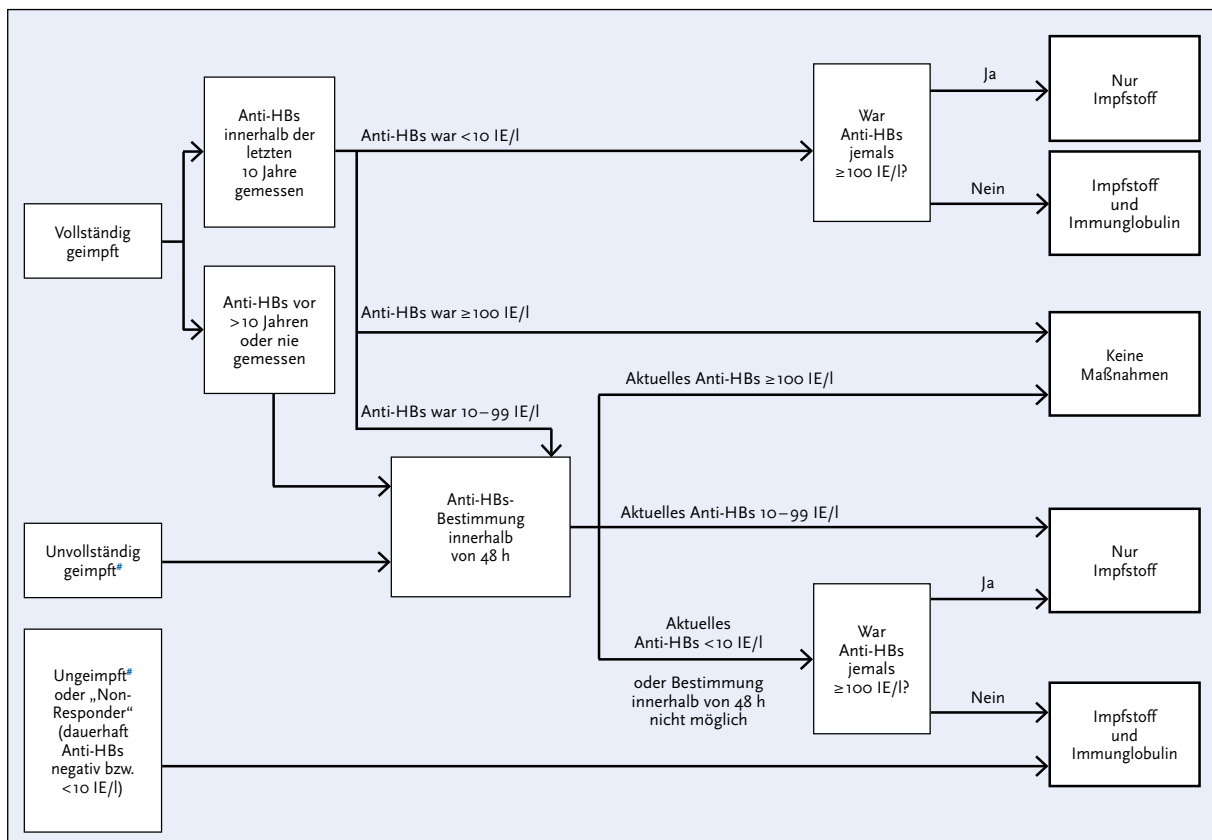 Anti-HBs
innerhalb der
letzten
10 Jahre
gemessen
Anti-HBs war <10 IE/l
War
Anti-HBs
jemals
≥100 IE/l?
Ja
Nur
Impfstoff
Nein
Impfstoff
und
Immunglobulin
Vollständig
geimpft
Anti-HBs vor
>10 Jahren
oder nie
gemessen
Anti-HBs war ≥100 IE/l
Keine
Maßnahmen
Aktuelles Anti-HBs ≥100 IE/l
Anti-HBs war 10–99 IE/l
Anti-HBs-
Bestimmung
innerhalb
von 48 h
Aktuelles Anti-HBs 10–99 IE/l
Nur
Impfstoff
Unvollständig
geimpft#
Aktuelles
Anti-HBs <10 IE/l
oder Bestimmung
innerhalb von 48 h
nicht möglich
War
Anti-HBs
jemals
≥100 IE/l?
Ja
Nein
Impfstoff
und
Immunglobulin
Ungeimpft#
oder „Non-
Responder“
(dauerhaft
Anti-HBs
negativ bzw.
<10 IE/l)